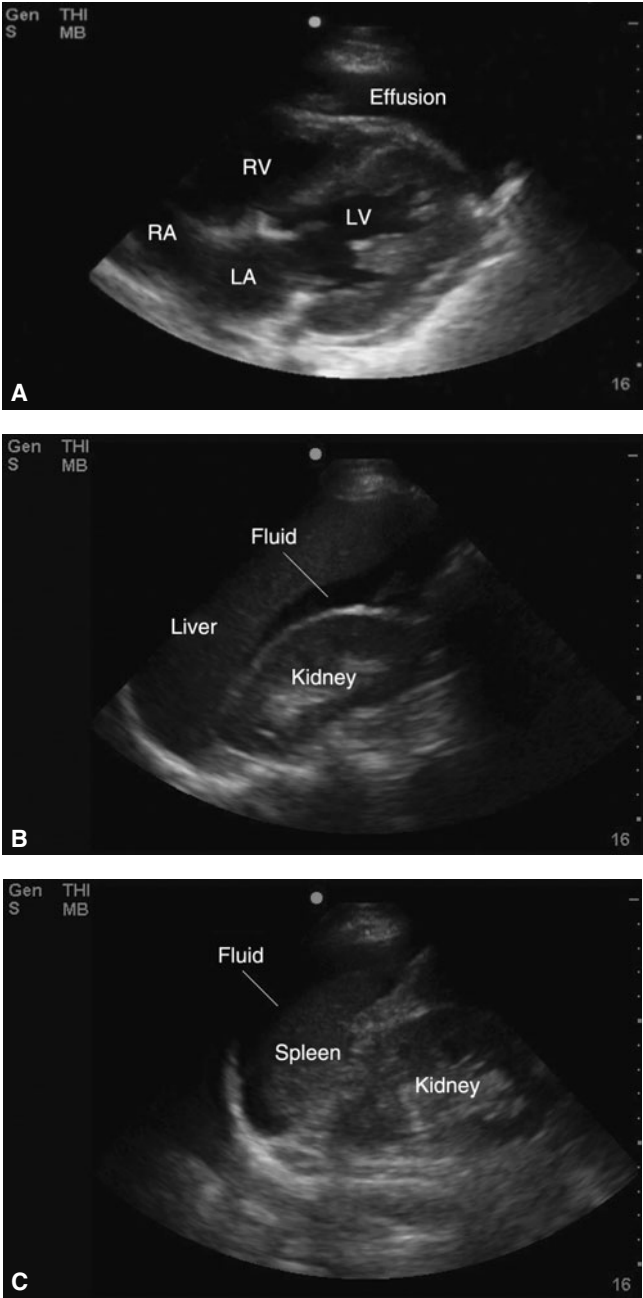 Gen THI
S MB
Effusion
RV
LV
RA
LA
A
16
Gen THI
S MB
Fluid
Liver
Kidney
B
16
Gen THI
S MB
Fluid
Spleen
Kidney
C
16